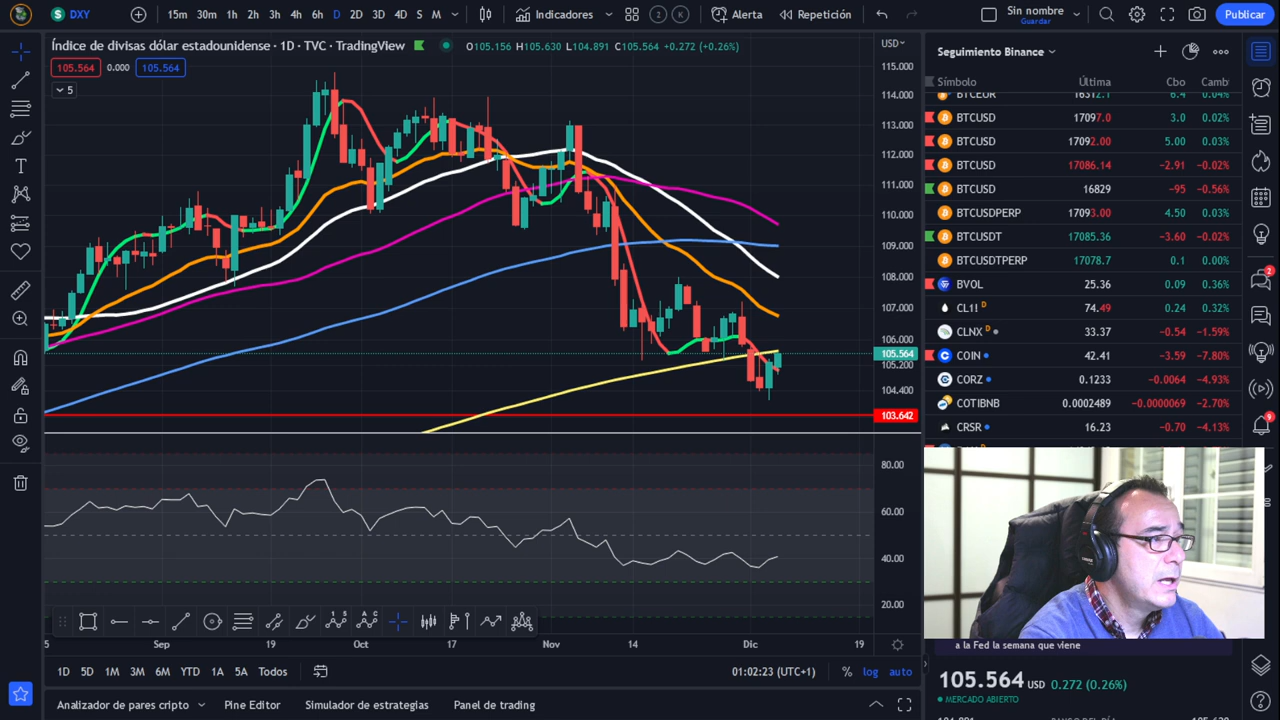 DXY 15m 30m 1h 2h 3h 4h 6h D 2D 3D 4D S M Indicadores 2 K Alerta Repetición Sin nombre Guardar Publicar
Índice de divisas dólar estadounidense · 1D · TVC · TradingView O105.156 H105.630 L104.891 C105.564 +0.272 (+0.26%)
105.564 0.000 105.564
5
USD
115.000
114.000
113.000
112.000
111.000
110.000
109.000
108.000
107.000
106.000
105.564
105.200
104.400
103.642
80.00
60.00
40.00
20.00
5 Sep 19 Oct 17 Nov 14 Dic 19
1D 5D 1M 3M 6M YTD 1A 5A Todos 01:02:23 (UTC+1) % log auto
Analizador de pares cripto Simulador de estrategias Panel de trading
Seguimiento Binance
Símbolo Última Cbo Camb
BTCEUR 16312.1 6.4 0.04%
BTCUSD 17097.0 3.0 0.02%
BTCUSD 17092.00 5.00 0.03%
BTCUSD 17086.14 −2.91 −0.02%
BTCUSD 16829 −95 −0.56%
BTCUSDPERP 17093.00 4.50 0.03%
BTCUSDT 17085.36 −3.60 −0.02%
BTCUSDTPERP 17078.7 0.1 0.00%
BVOL 25.36 0.09 0.36%
CL1! D 74.49 0.24 0.32%
CLNX D 33.37 −0.54 −1.59%
COIN 42.41 −3.59 −7.80%
CORZ 0.1233 −0.0064 −4.93%
COTIBNB 0.0002489 −0.0000069 −2.70%
CRSR 16.23 −0.70 −4.13%
a la Fed la semana que viene
105.564 USD 0.272 (0.26%)
MERCADO ABIERTO
2
9